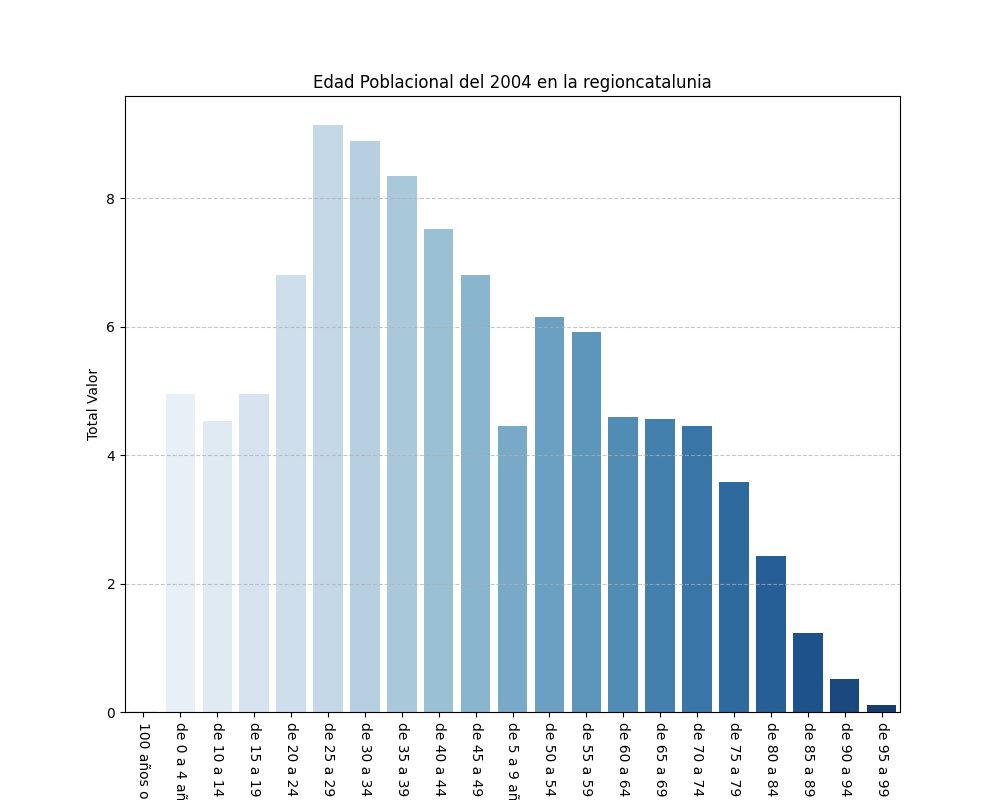 Edad Poblacional del 2004 en la regioncatalunia
Total Valor
8
6
4
2
0
100 años o
de 0 a 4 añ
de 10 a 14
de 15 a 19
de 20 a 24
de 25 a 29
de 30 a 34
de 35 a 39
de 40 a 44
de 45 a 49
de 5 a 9 añ
de 50 a 54
de 55 a 59
de 60 a 64
de 65 a 69
de 70 a 74
de 75 a 79
de 80 a 84
de 85 a 89
de 90 a 94
de 95 a 99